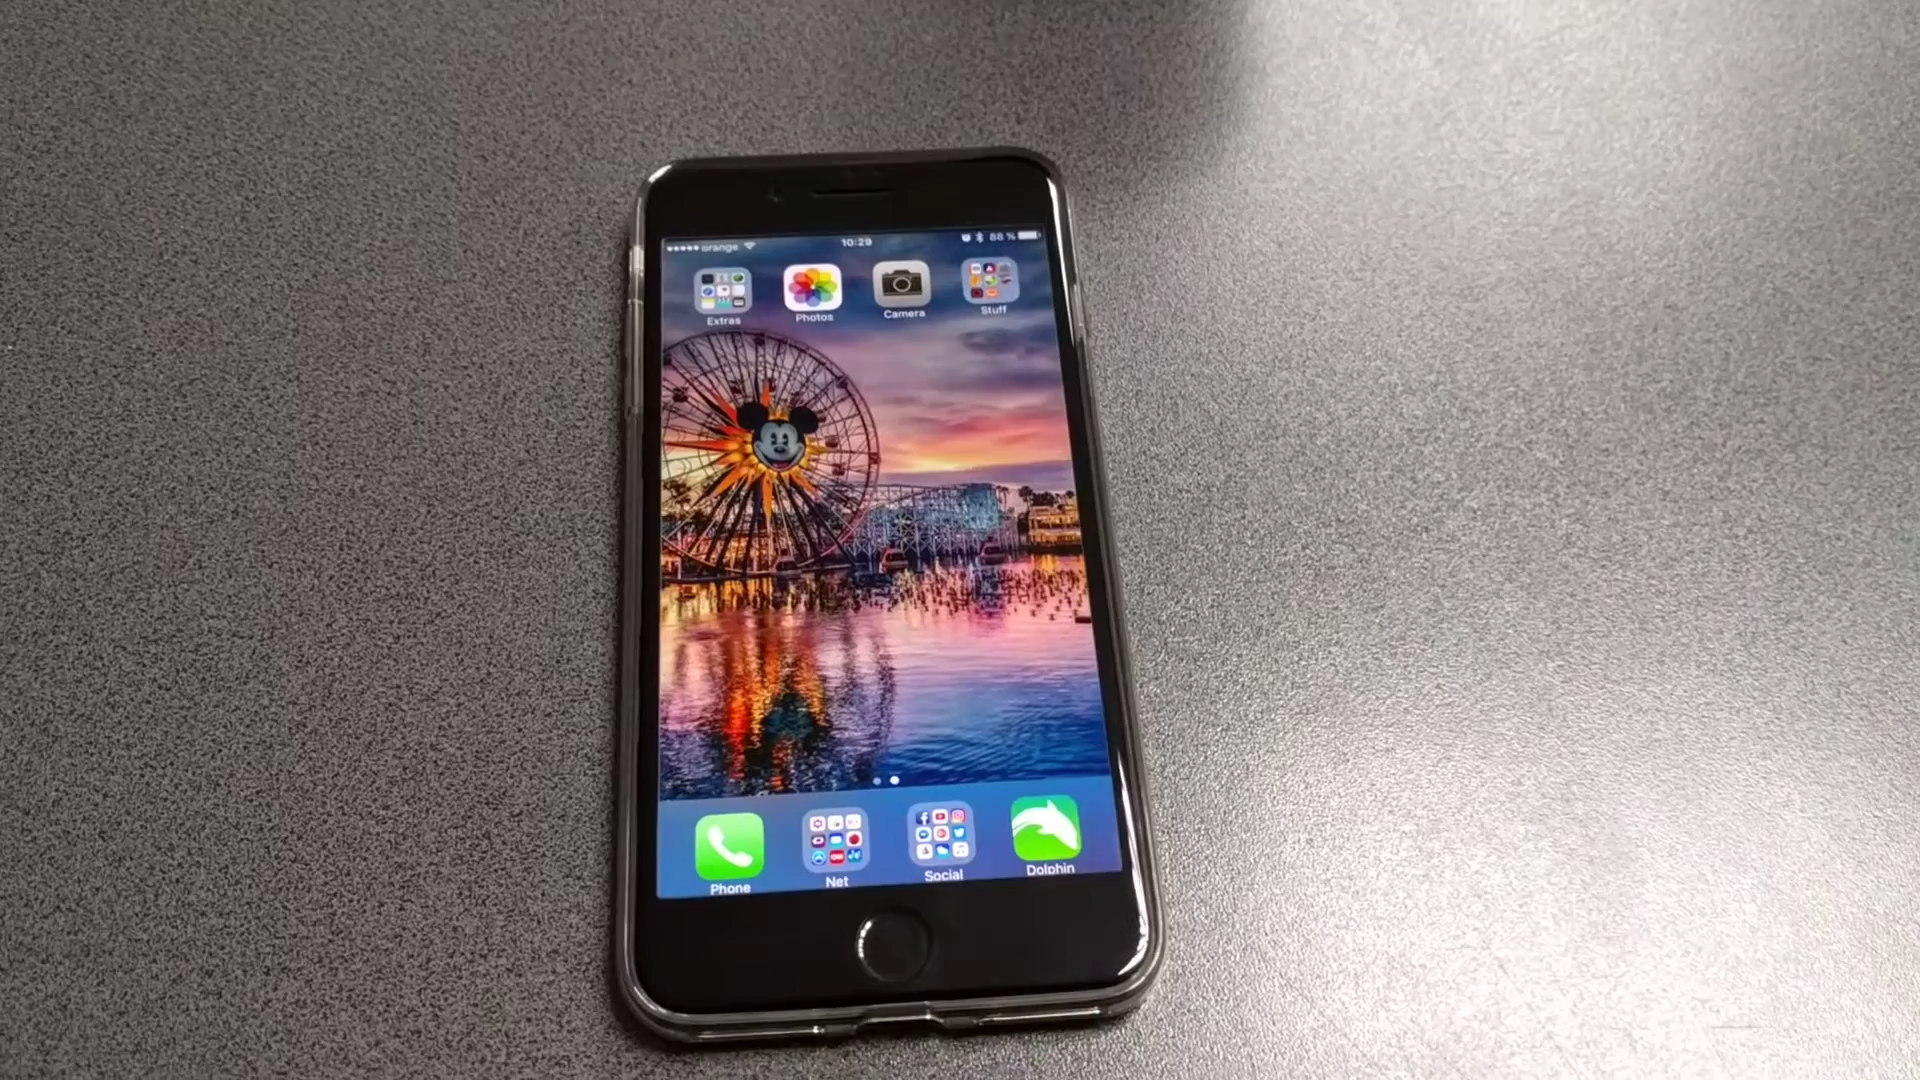 orange 10:29 88 %
Extras Photos Camera Stuff
Phone Net Social Dolphin